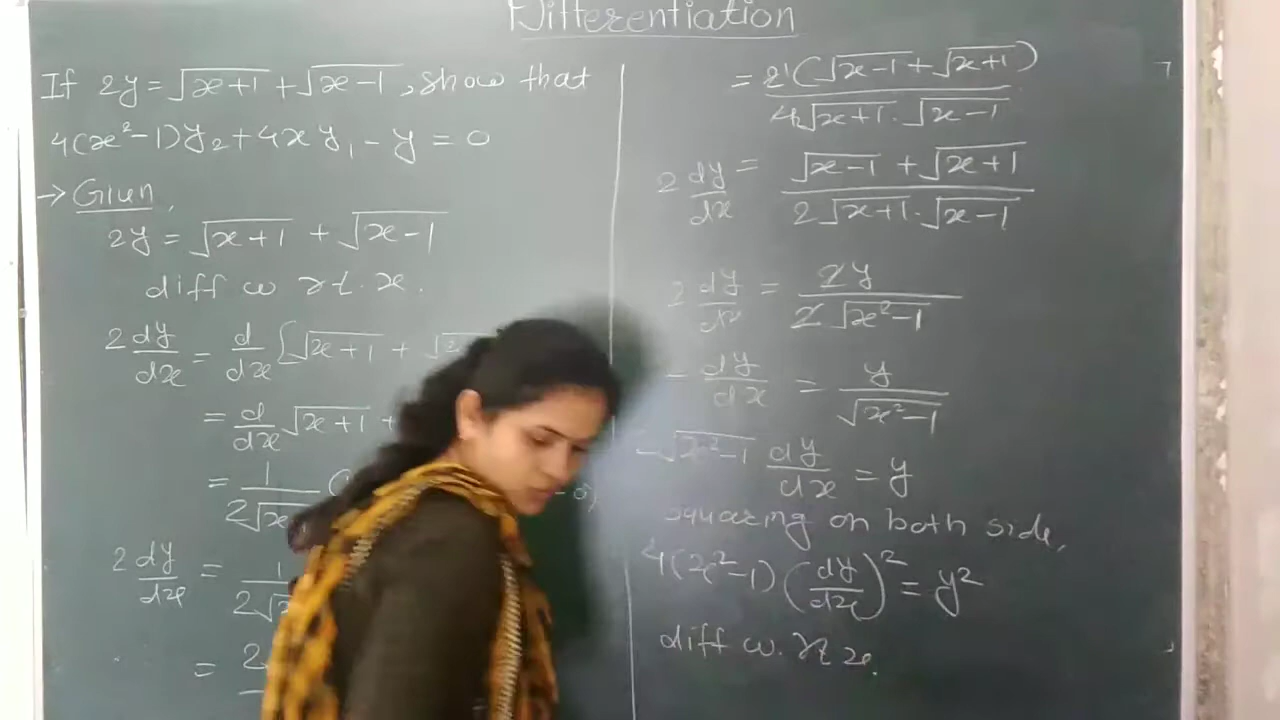 Differentiation
If 2y = √x+1 + √x-1, show that
4(x²-1)y₂ + 4xy₁ - y = 0
→ Given,
2y = √x+1 + √x-1
diff w r t. x.
2 dy/dx = d/dx [√x+1 +
= d/dx √x+1 +
= 1/2√x
2 dy/dx = 1/2√
= 2
= 2(√x-1 + √x+1) / 4√x+1 . √x-1
2 dy/dx = √x-1 + √x+1 / 2√x+1 . √x-1
2 dy/dx = 2y / 2√x²-1
dy/dx = y / √x²-1
√x²-1 dy/dx = y
squaring on both side,
4(x²-1)(dy/dx)² = y²
diff w. r t x.